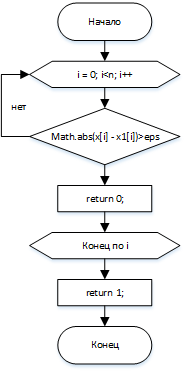 Начало
i = 0; i<n; i++
нет
Math.abs(x[i] - x1[i])>eps
return 0;
Конец по i
return 1;
Конец